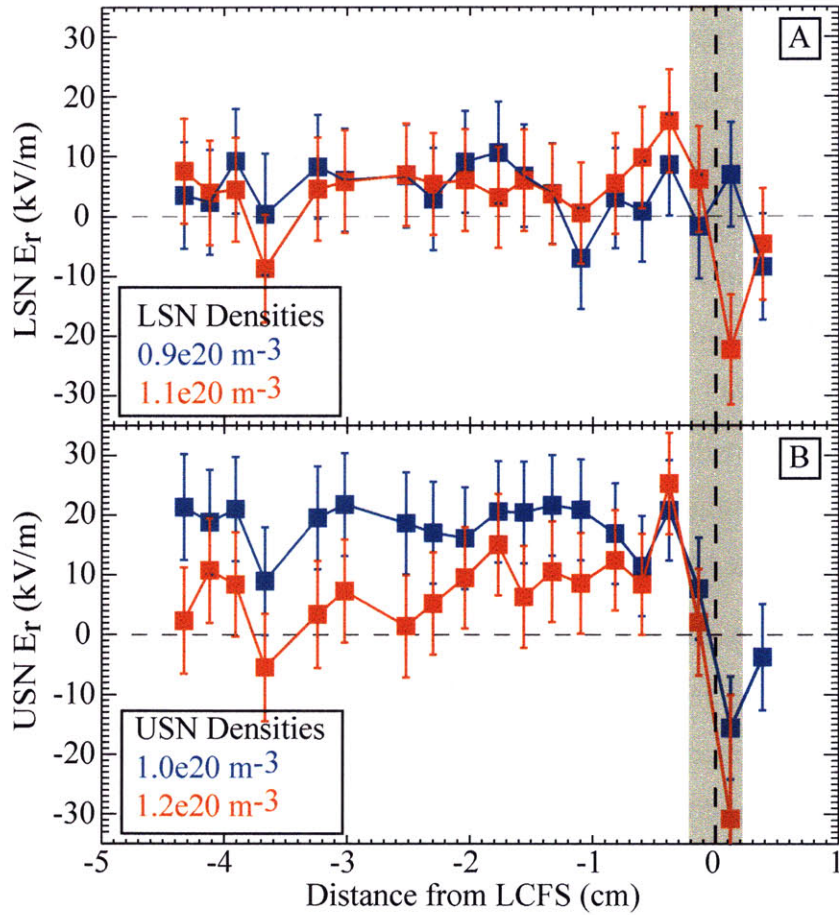 30
20
10
0
-10
-20
-30
LSN Er (kV/m)
A
LSN Densities
0.9e20 m-3
1.1e20 m-3
30
20
10
0
-10
-20
-30
USN Er (kV/m)
B
USN Densities
1.0e20 m-3
1.2e20 m-3
-5 -4 -3 -2 -1 0 1
Distance from LCFS (cm)